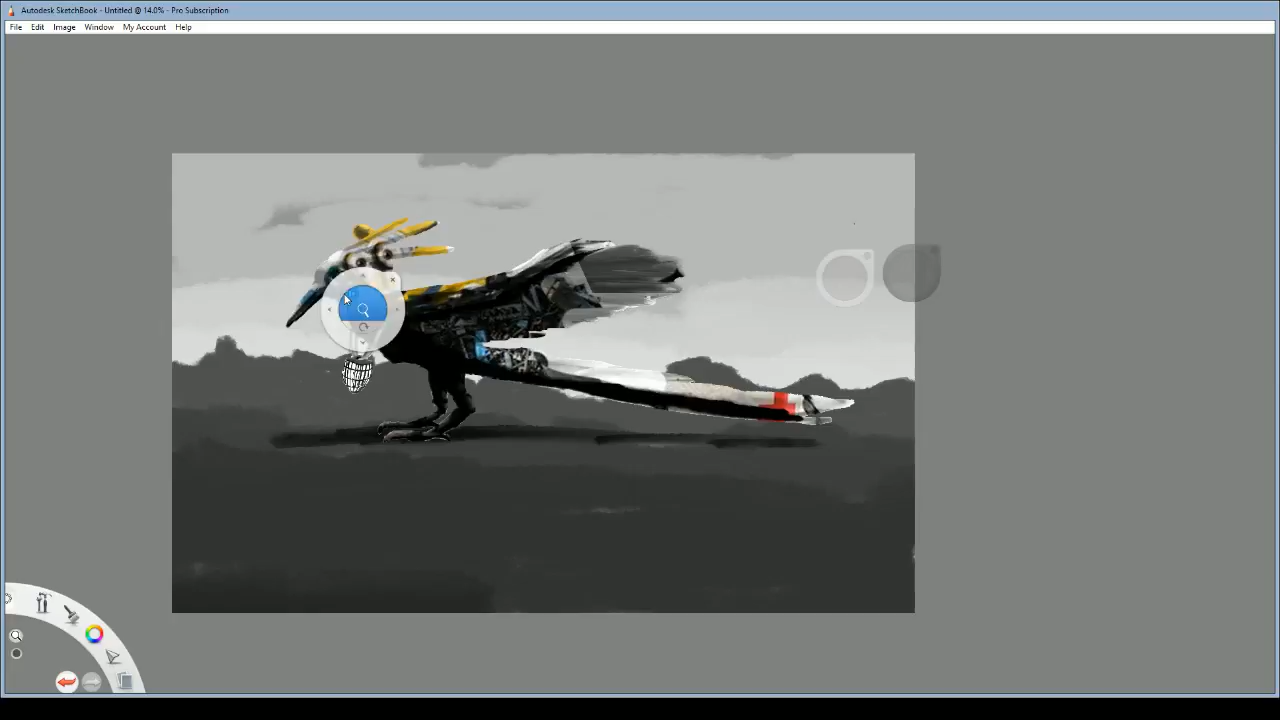 Autodesk SketchBook - Untitled @ 14.0% - Pro Subscription
File Edit Image Window My Account Help